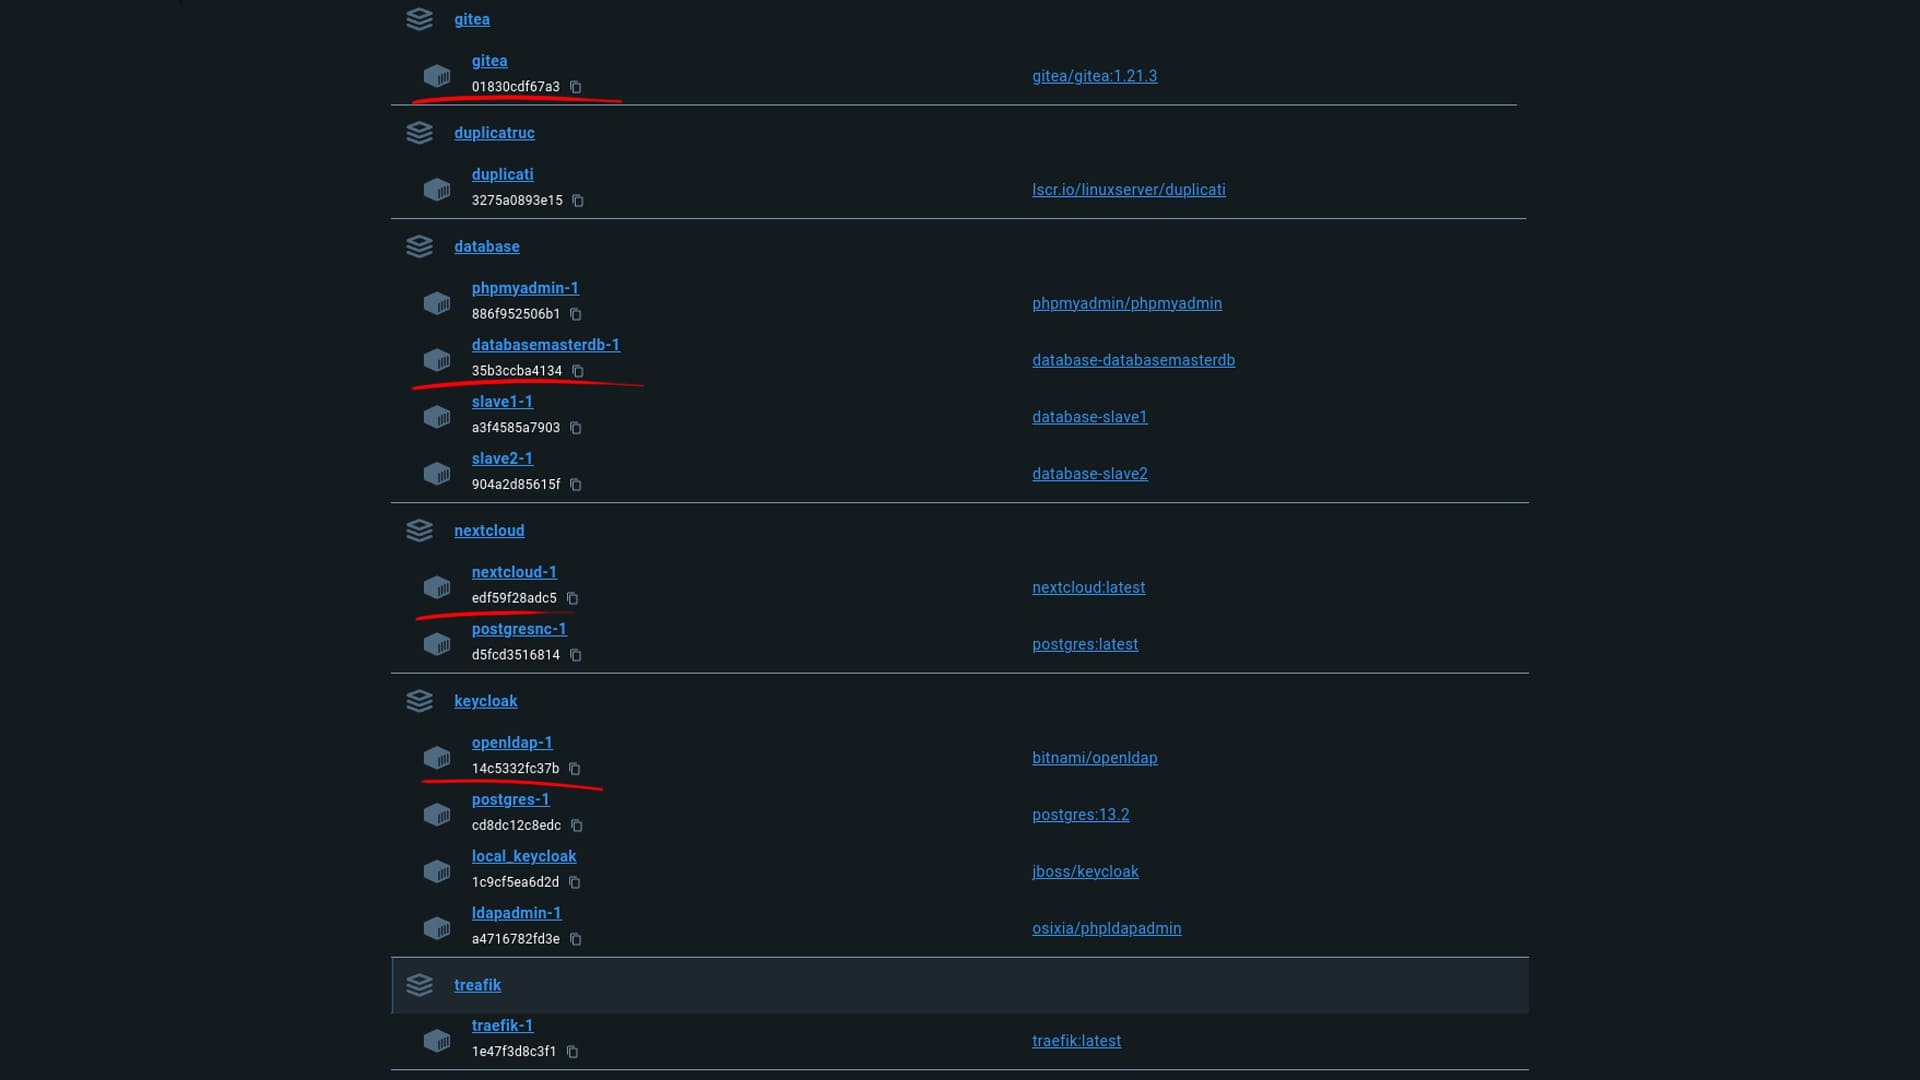 gitea
gitea
01830cdf67a3
gitea/gitea:1.21.3
duplicatruc
duplicati
3275a0893e15
lscr.io/linuxserver/duplicati
database
phpmyadmin-1
886f952506b1
phpmyadmin/phpmyadmin
databasemasterdb-1
35b3ccba4134
database-databasemasterdb
slave1-1
a3f4585a7903
database-slave1
slave2-1
904a2d85615f
database-slave2
nextcloud
nextcloud-1
edf59f28adc5
nextcloud:latest
postgresnc-1
d5fcd3516814
postgres:latest
keycloak
openldap-1
14c5332fc37b
bitnami/openldap
postgres-1
cd8dc12c8edc
postgres:13.2
local_keycloak
1c9cf5ea6d2d
jboss/keycloak
ldapadmin-1
a4716782fd3e
osixia/phpldapadmin
treafik
traefik-1
1e47f3d8c3f1
traefik:latest